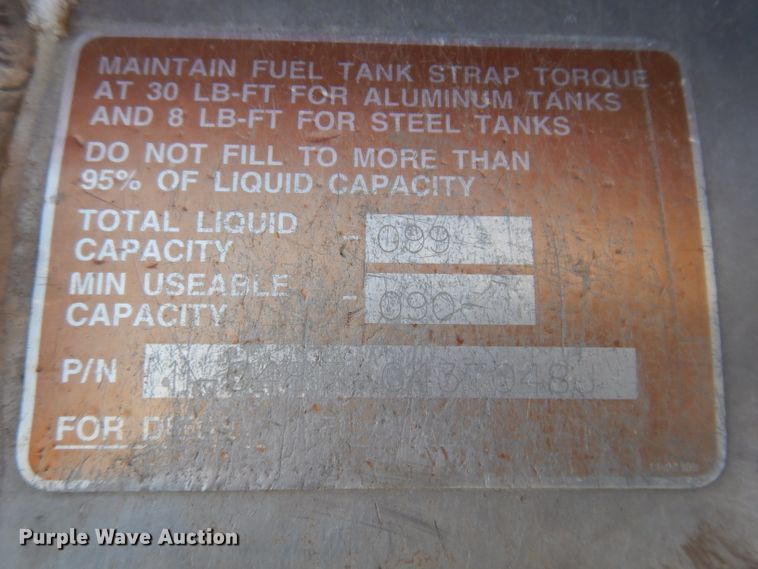 MAINTAIN FUEL TANK STRAP TORQUE
AT 30 LB-FT FOR ALUMINUM TANKS
AND 8 LB-FT FOR STEEL TANKS
DO NOT FILL TO MORE THAN
95% OF LIQUID CAPACITY
TOTAL LIQUID
CAPACITY - 099
MIN USEABLE
CAPACITY - 090
P/N
FOR
Purple Wave Auction